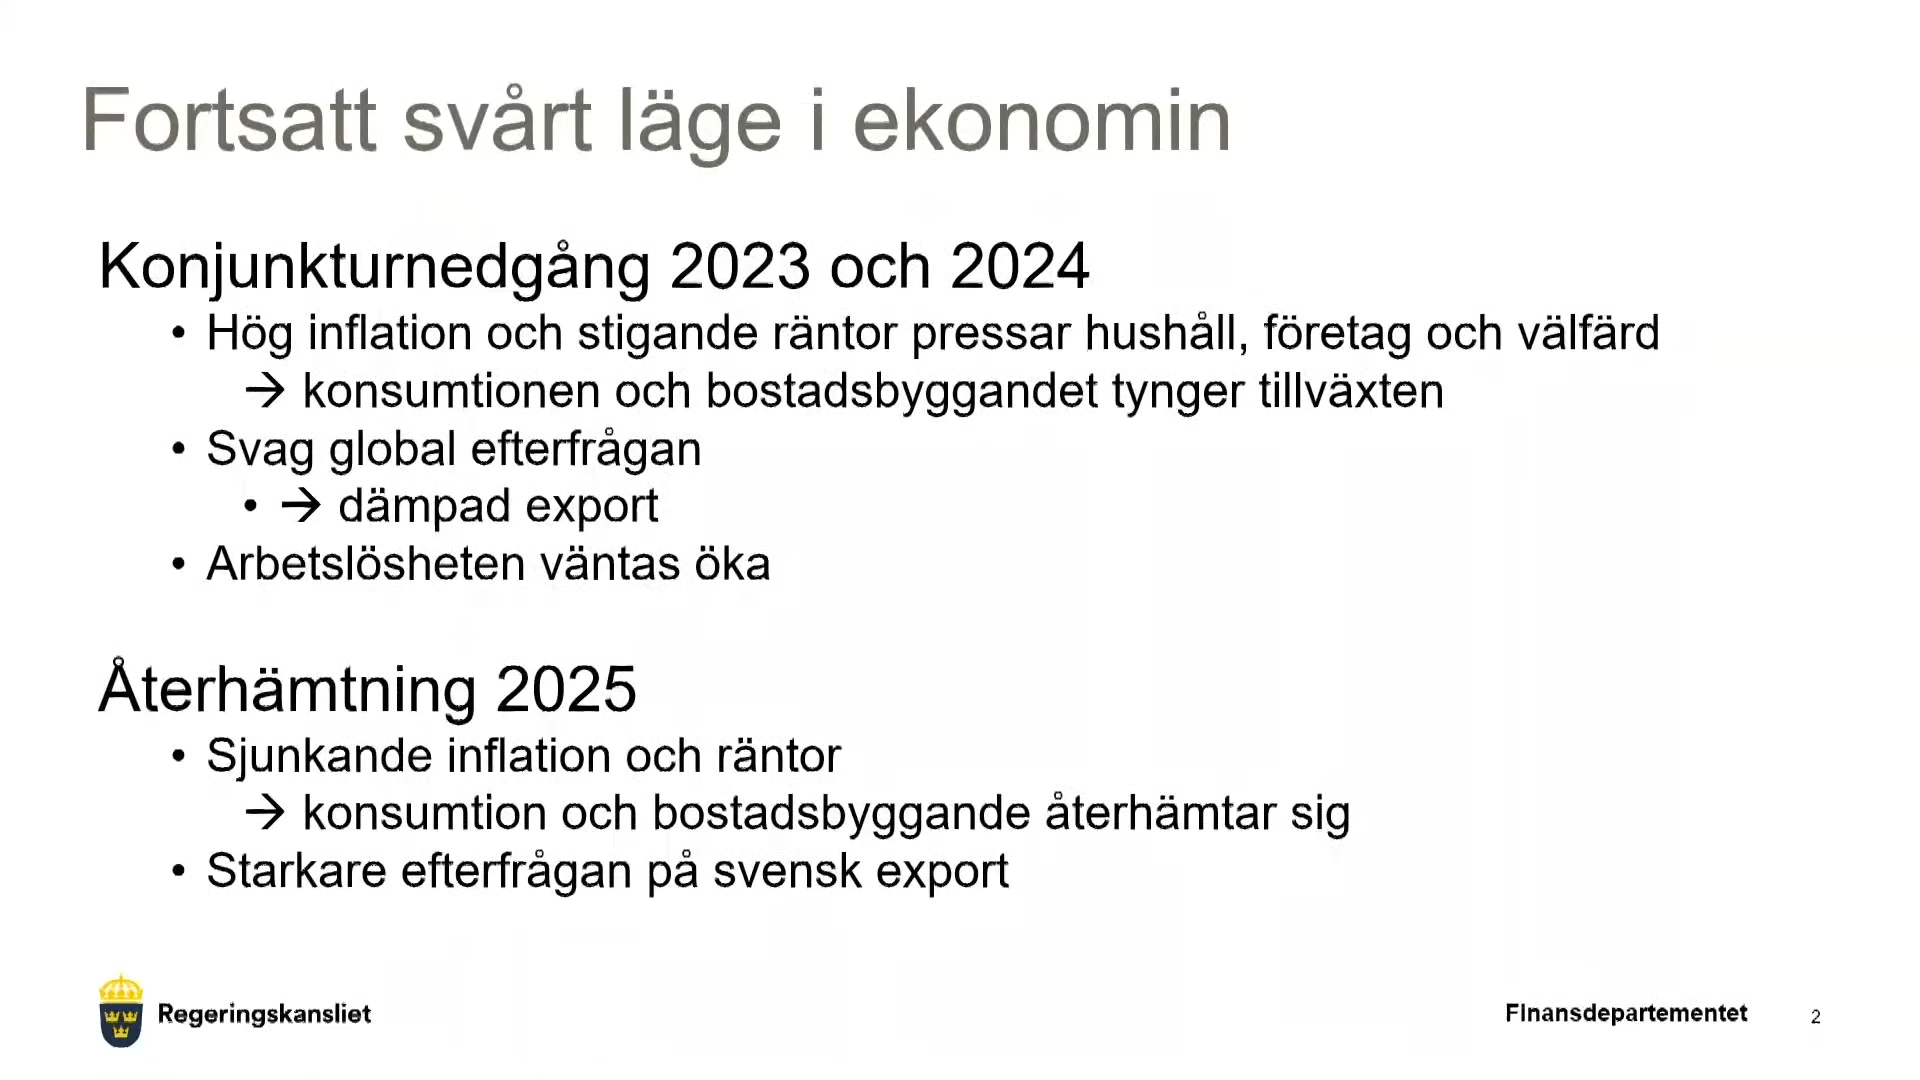 Fortsatt svårt läge i ekonomin
Konjunkturnedgång 2023 och 2024
• Hög inflation och stigande räntor pressar hushåll, företag och välfärd
→ konsumtionen och bostadsbyggandet tynger tillväxten
• Svag global efterfrågan
• → dämpad export
• Arbetslösheten väntas öka
Återhämtning 2025
• Sjunkande inflation och räntor
→ konsumtion och bostadsbyggande återhämtar sig
• Starkare efterfrågan på svensk export
Regeringskansliet
Finansdepartementet
2